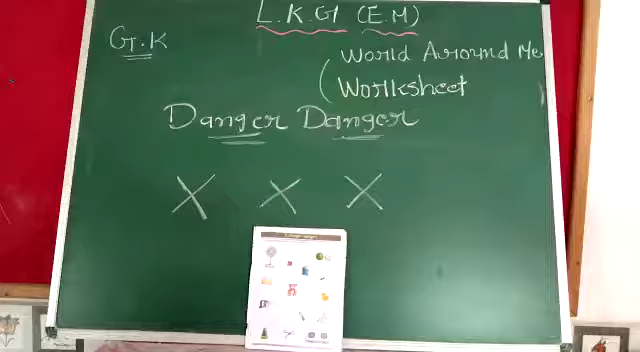 L.K.G (E.M)
G.K
World Around Me
(Worksheet
Danger Danger
X X X